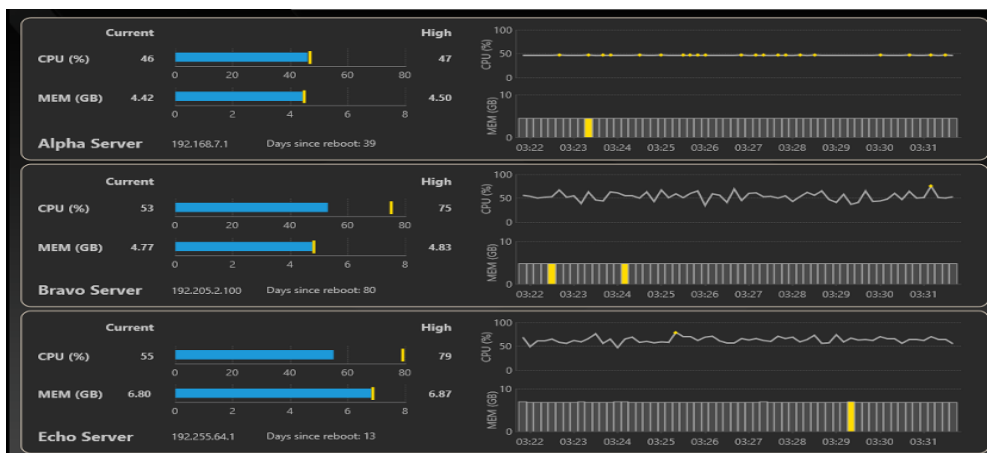 Current High
CPU (%) 46 47
0 20 40 60 80
MEM (GB) 4.42 4.50
0 2 4 6 8
Alpha Server 192.168.7.1 Days since reboot: 39
100
CPU (%) 50
0
10
MEM (GB)
0
03:22 03:23 03:24 03:25 03:26 03:27 03:28 03:29 03:30 03:31
Current High
CPU (%) 53 75
0 20 40 60 80
MEM (GB) 4.77 4.83
0 2 4 6 8
Bravo Server 192.205.2.100 Days since reboot: 80
100
CPU (%) 50
0
10
MEM (GB)
0
03:22 03:23 03:24 03:25 03:26 03:27 03:28 03:29 03:30 03:31
Current High
CPU (%) 55 79
0 20 40 60 80
MEM (GB) 6.80 6.87
0 2 4 6 8
Echo Server 192.255.64.1 Days since reboot: 13
100
CPU (%) 50
0
10
MEM (GB)
0
03:22 03:23 03:24 03:25 03:26 03:27 03:28 03:29 03:30 03:31